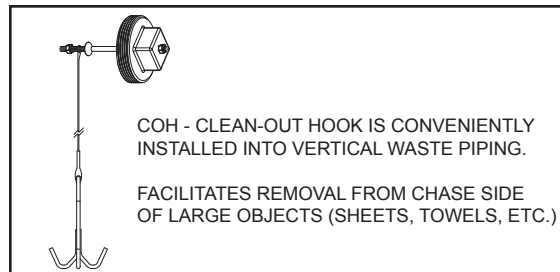 COH - CLEAN-OUT HOOK IS CONVENIENTLY
INSTALLED INTO VERTICAL WASTE PIPING.
FACILITATES REMOVAL FROM CHASE SIDE
OF LARGE OBJECTS (SHEETS, TOWELS, ETC.)